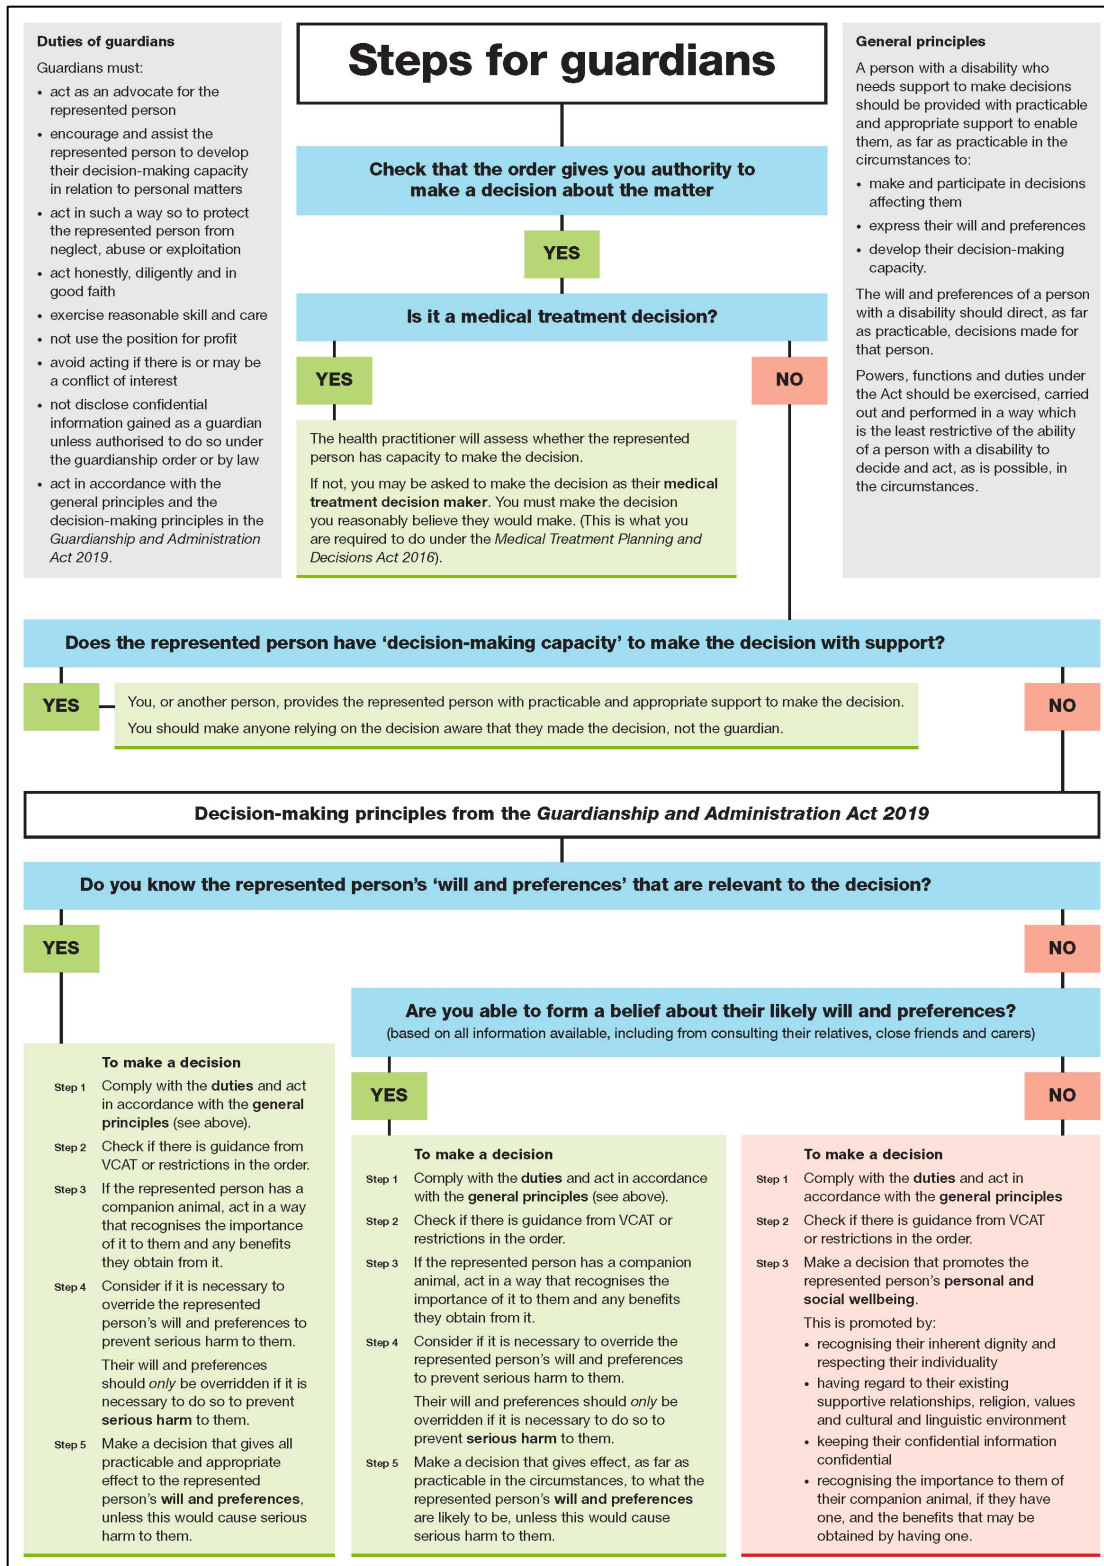 Duties of guardians
Guardians must:
• act as an advocate for the
represented person
• encourage and assist the
represented person to develop
their decision-making capacity
in relation to personal matters
• act in such a way so to protect
the represented person from
neglect, abuse or exploitation
• act honestly, diligently and in
good faith
• exercise reasonable skill and care
• not use the position for profit
• avoid acting if there is or may be
a conflict of interest
• not disclose confidential
information gained as a guardian
unless authorised to do so under
the guardianship order or by law
• act in accordance with the
general principles and the
decision-making principles in the
Guardianship and Administration
Act 2019.
Steps for guardians
Check that the order gives you authority to
make a decision about the matter
YES
Is it a medical treatment decision?
YES
NO
The health practitioner will assess whether the represented
person has capacity to make the decision.
If not, you may be asked to make the decision as their medical
treatment decision maker. You must make the decision
you reasonably believe they would make. (This is what you
are required to do under the Medical Treatment Planning and
Decisions Act 2016).
General principles
A person with a disability who
needs support to make decisions
should be provided with practicable
and appropriate support to enable
them, as far as practicable in the
circumstances to:
• make and participate in decisions
affecting them
• express their will and preferences
• develop their decision-making
capacity.
The will and preferences of a person
with a disability should direct, as far
as practicable, decisions made for
that person.
Powers, functions and duties under
the Act should be exercised, carried
out and performed in a way which
is the least restrictive of the ability
of a person with a disability to
decide and act, as is possible, in
the circumstances.
Does the represented person have ‘decision-making capacity’ to make the decision with support?
YES
You, or another person, provides the represented person with practicable and appropriate support to make the decision.
You should make anyone relying on the decision aware that they made the decision, not the guardian.
NO
Decision-making principles from the Guardianship and Administration Act 2019
Do you know the represented person’s ‘will and preferences’ that are relevant to the decision?
YES
NO
Are you able to form a belief about their likely will and preferences?
(based on all information available, including from consulting their relatives, close friends and carers)
YES
NO
To make a decision
Step 1 Comply with the duties and act
in accordance with the general
principles (see above).
Step 2 Check if there is guidance from
VCAT or restrictions in the order.
Step 3 If the represented person has a
companion animal, act in a way
that recognises the importance
of it to them and any benefits
they obtain from it.
Step 4 Consider if it is necessary to
override the represented
person’s will and preferences to
prevent serious harm to them.
Their will and preferences
should only be overridden if it is
necessary to do so to prevent
serious harm to them.
Step 5 Make a decision that gives all
practicable and appropriate
effect to the represented
person’s will and preferences,
unless this would cause serious
harm to them.
To make a decision
Step 1 Comply with the duties and act in accordance
with the general principles (see above).
Step 2 Check if there is guidance from VCAT or
restrictions in the order.
Step 3 If the represented person has a companion
animal, act in a way that recognises the
importance of it to them and any benefits
they obtain from it.
Step 4 Consider if it is necessary to override the
represented person’s will and preferences
to prevent serious harm to them.
Their will and preferences should only be
overridden if it is necessary to do so to
prevent serious harm to them.
Step 5 Make a decision that gives effect, as far as
practicable in the circumstances, to what the
represented person’s will and preferences
are likely to be, unless this would cause
serious harm to them.
To make a decision
Step 1 Comply with the duties and act in
accordance with the general principles
Step 2 Check if there is guidance from VCAT
or restrictions in the order.
Step 3 Make a decision that promotes the
represented person’s personal and
social wellbeing.
This is promoted by:
• recognising their inherent dignity and
respecting their individuality
• having regard to their existing
supportive relationships, religion, values
and cultural and linguistic environment
• keeping their confidential information
confidential
• recognising the importance to them of
their companion animal, if they have
one, and the benefits that may be
obtained by having one.